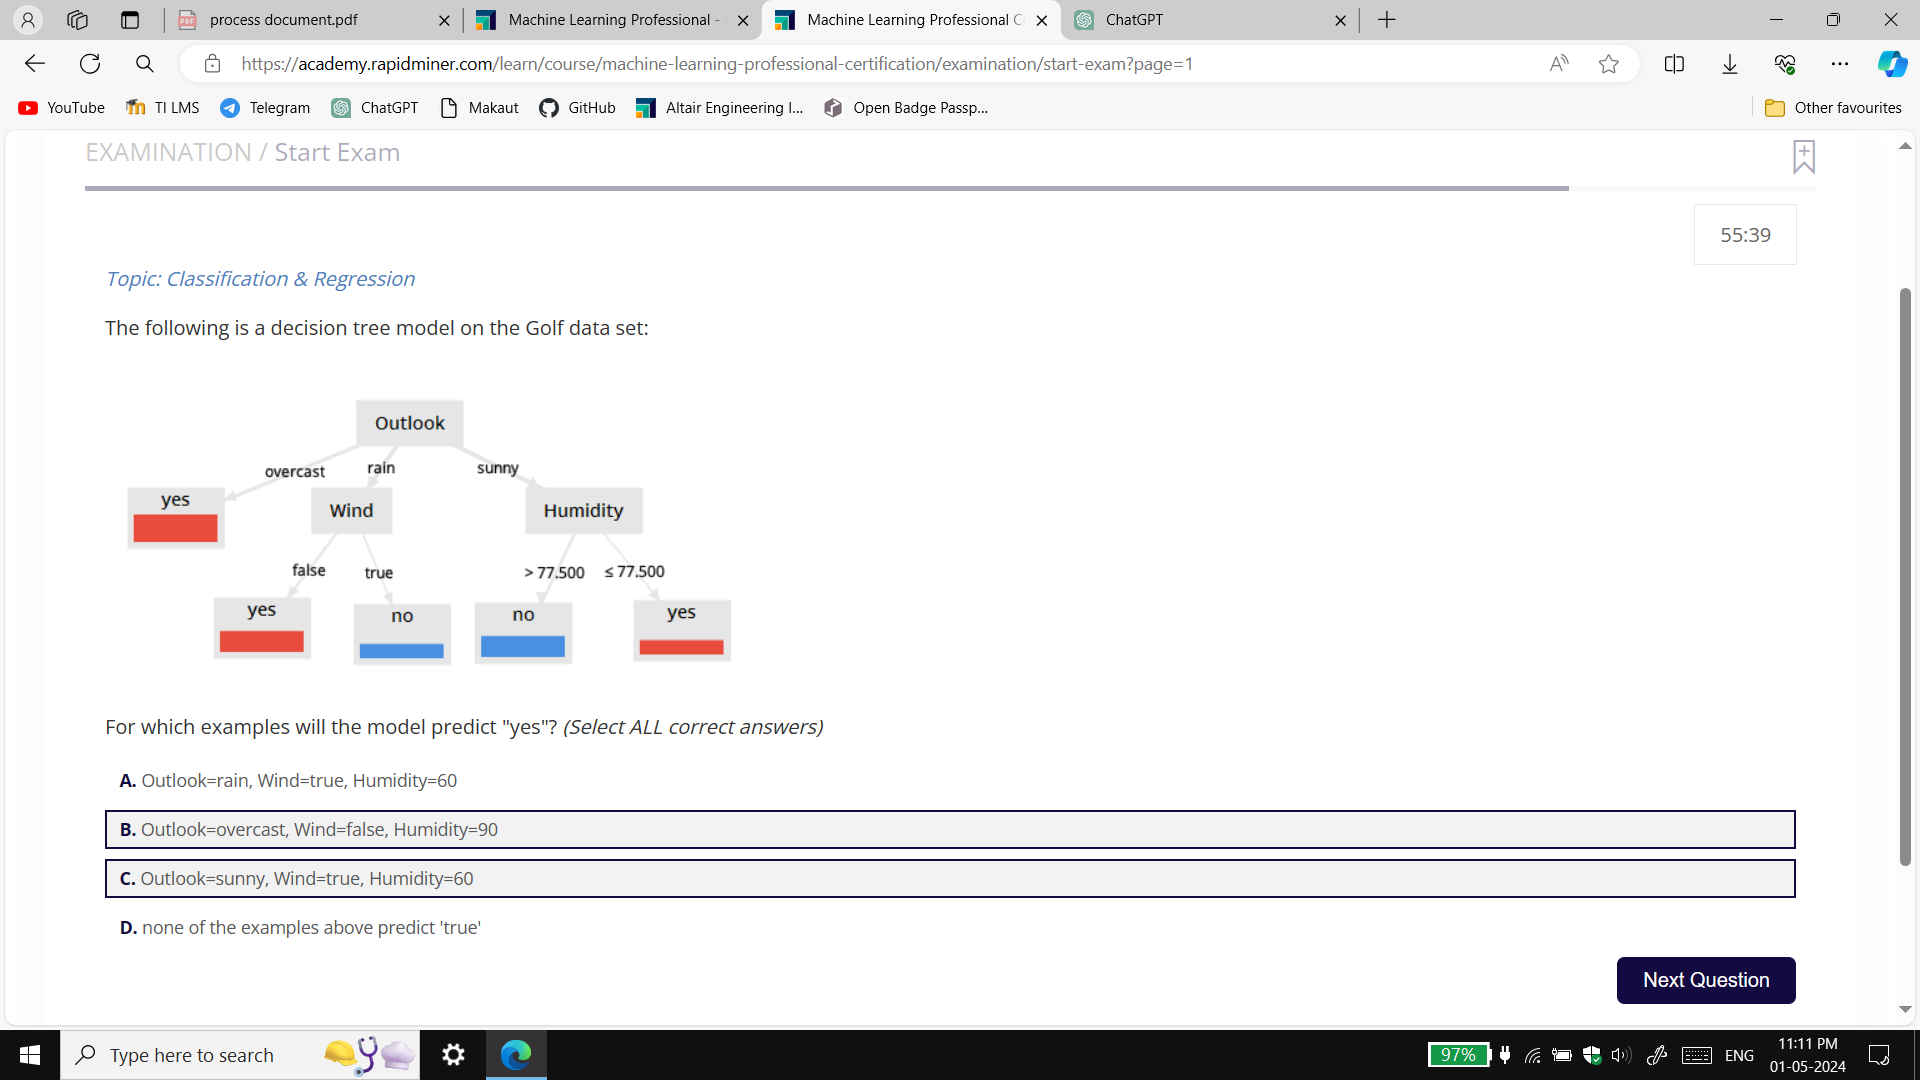 process document.pdf
Machine Learning Professional -
Machine Learning Professional C
ChatGPT
https://academy.rapidminer.com/learn/course/machine-learning-professional-certification/examination/start-exam?page=1
YouTube
TI LMS
Telegram
ChatGPT
Makaut
GitHub
Altair Engineering I...
Open Badge Passp...
Other favourites
EXAMINATION / Start Exam
55:39
Topic: Classification & Regression
The following is a decision tree model on the Golf data set:
Outlook
overcast
rain
sunny
yes
Wind
Humidity
false
true
> 77.500
≤ 77.500
yes
no
no
yes
For which examples will the model predict "yes"? (Select ALL correct answers)
A. Outlook=rain, Wind=true, Humidity=60
B. Outlook=overcast, Wind=false, Humidity=90
C. Outlook=sunny, Wind=true, Humidity=60
D. none of the examples above predict 'true'
Next Question
Type here to search
97%
ENG
11:11 PM
01-05-2024